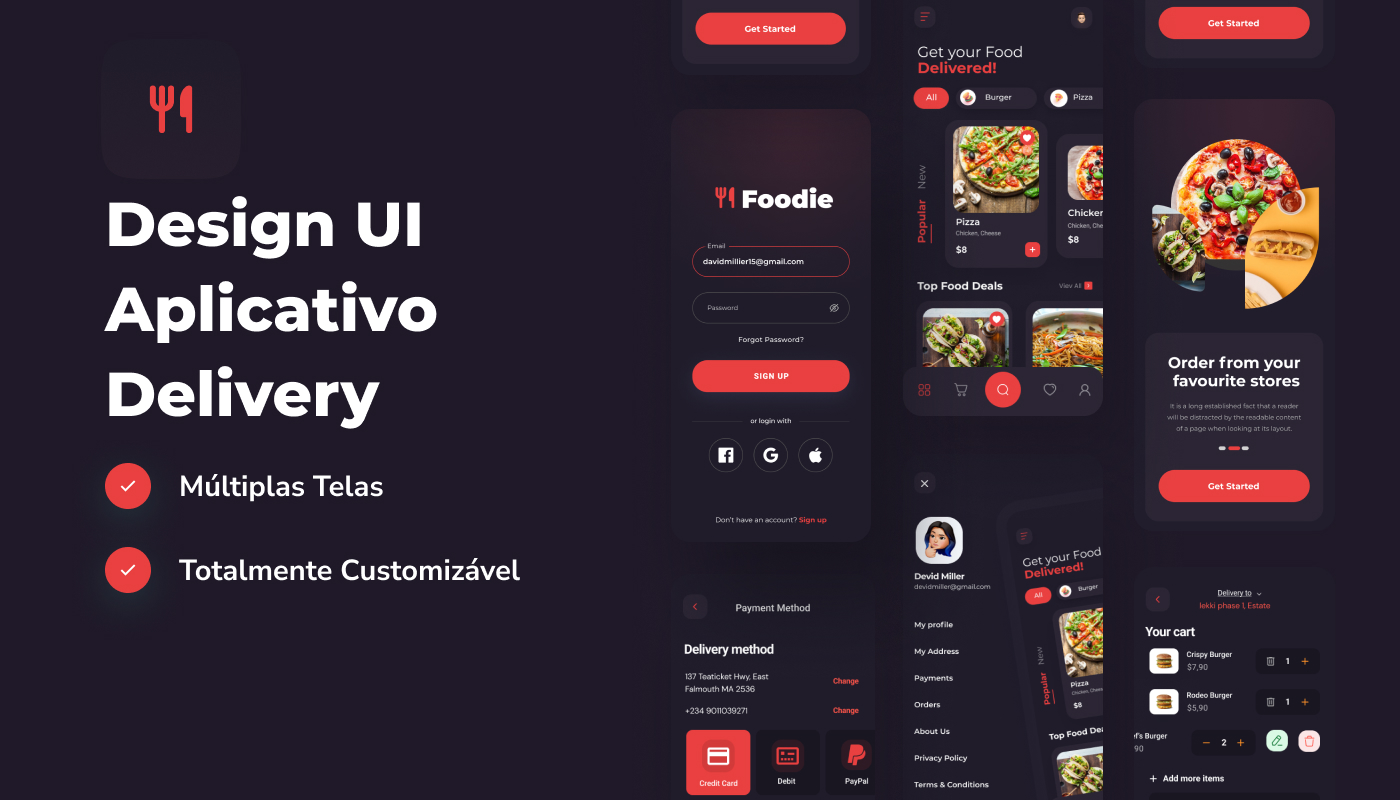 Design UI
Aplicativo
Delivery
Múltiplas Telas
Totalmente Customizável
Get Started
Foodie
Email
davidmillier15@gmail.com
Password
Forgot Password?
SIGN UP
or login with
Don't have an account? Sign up
Payment Method
Delivery method
137 Teaticket Hwy, East
Falmouth MA 2536
Change
+234 9011039271
Change
Credit Card
Debit
PayPal
Get your Food
Delivered!
All
Burger
Pizza
New
Popular
Pizza
Chicken, Cheese
$8
Chicken
Chicken, Che
$8
Top Food Deals
View All
Devid Miller
devidmiller@gmail.com
My profile
My Address
Payments
Orders
About Us
Privacy Policy
Terms & Conditions
Get your Food
Delivered!
All
Burger
New
Popular
Pizza
Chicken, Cheese
$8
Top Food Dea
Get Started
Order from your
favourite stores
It is a long established fact that a reader
will be distracted by the readable content
of a page when looking at its layout.
Get Started
Delivery to
lekki phase 1, Estate
Your cart
Crispy Burger
$7,90
1
Rodeo Burger
$5,90
1
f's Burger
90
2
Add more items